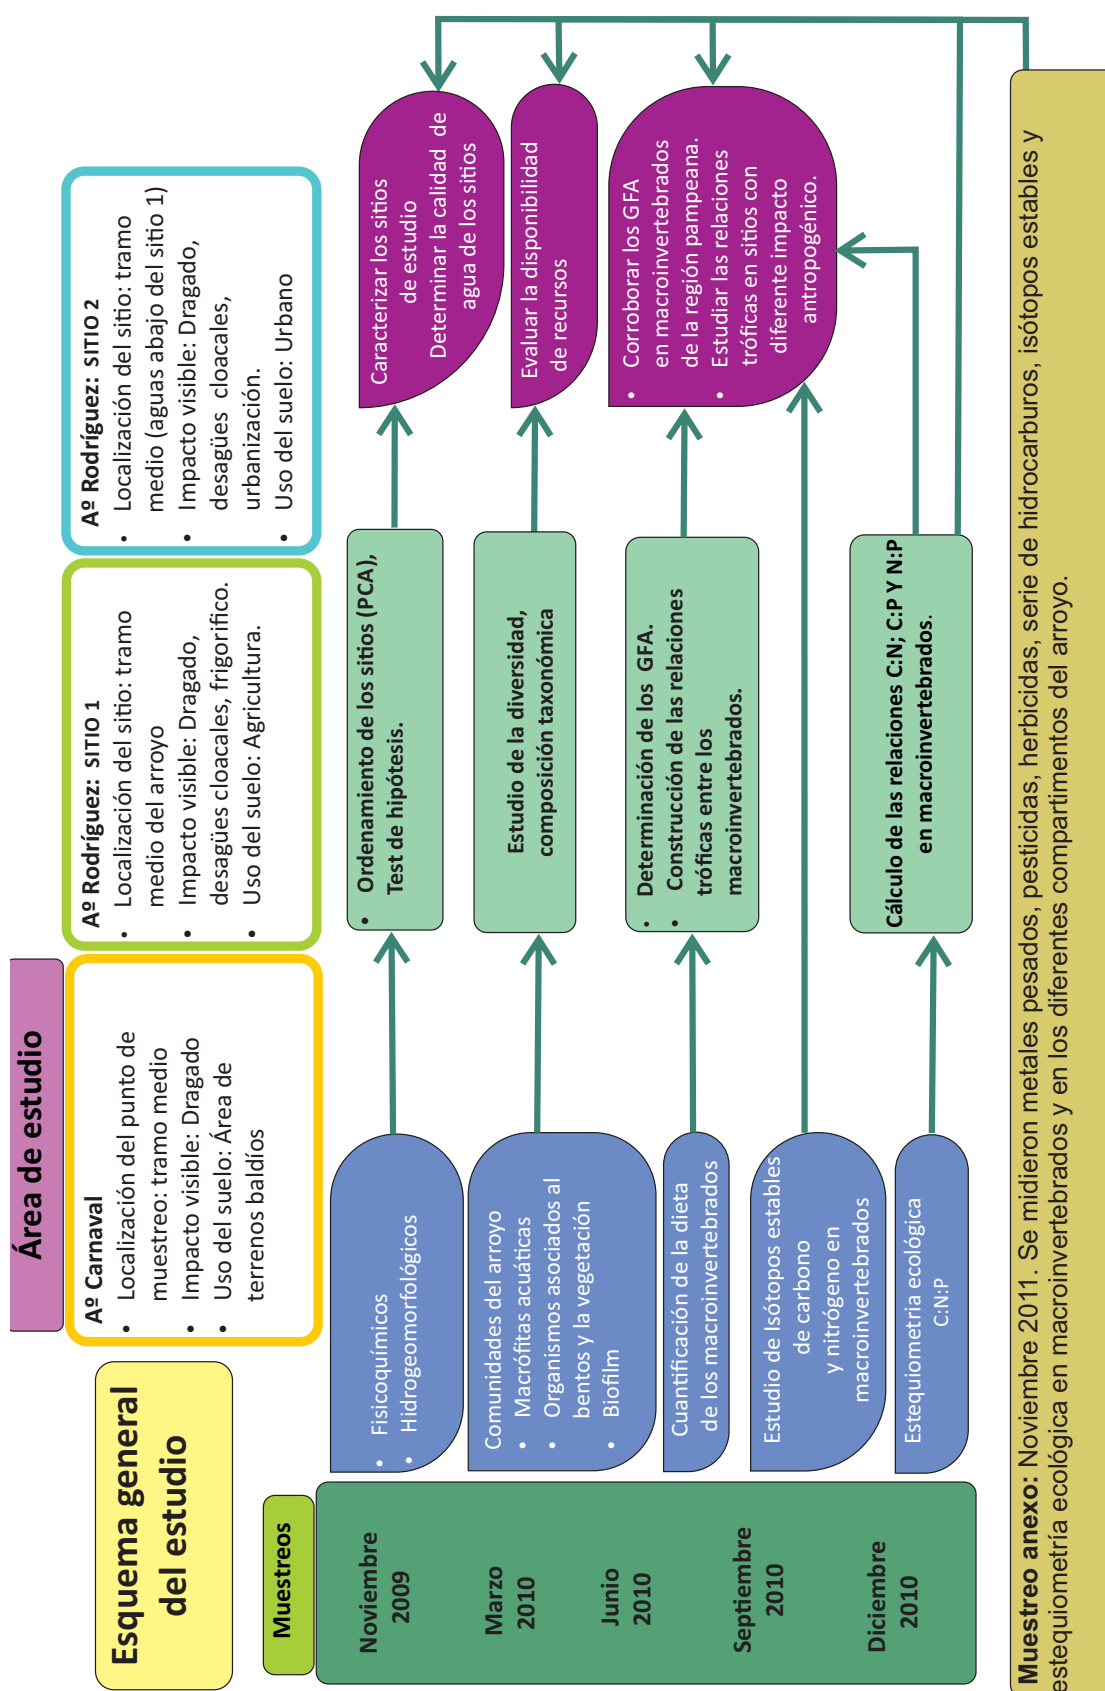 Esquema general
del estudio
Área de estudio
Aº Carnaval
• Localización del punto de
muestreo: tramo medio
• Impacto visible: Dragado
• Uso del suelo: Área de
terrenos baldíos
Aº Rodríguez: SITIO 1
• Localización del sitio: tramo
medio del arroyo
• Impacto visible: Dragado,
desagües cloacales, frigorífico.
• Uso del suelo: Agricultura.
Aº Rodríguez: SITIO 2
• Localización del sitio: tramo
medio (aguas abajo del sitio 1)
• Impacto visible: Dragado,
desagües cloacales,
urbanización.
• Uso del suelo: Urbano
Muestreos
Noviembre
2009
Marzo
2010
Junio
2010
Septiembre
2010
Diciembre
2010
• Fisicoquímicos
• Hidrogeomorfológicos
Comunidades del arroyo
• Macrófitas acuáticas
• Organismos asociados al
bentos y la vegetación
• Biofilm
Cuantificación de la dieta
de los macroinvertebrados
Estudio de Isótopos estables
de carbono
y nitrógeno en
macroinvertebrados
Estequiometría ecológica
C:N:P
• Ordenamiento de los sitios (PCA),
Test de hipótesis.
Estudio de la diversidad,
composición taxonómica
• Determinación de los GFA.
• Construcción de las relaciones
tróficas entre los
macroinvertebrados.
Cálculo de las relaciones C:N; C:P Y N:P
en macroinvertebrados.
Caracterizar los sitios
de estudio
Determinar la calidad de
agua de los sitios
Evaluar la disponibilidad
de recursos
• Corroborar los GFA
en macroinvertebrados
de la región pampeana.
• Estudiar las relaciones
tróficas en sitios con
diferente impacto
antropogénico.
Muestreo anexo: Noviembre 2011. Se midieron metales pesados, pesticidas, herbicidas, serie de hidrocarburos, isótopos estables y
estequiometría ecológica en macroinvertebrados y en los diferentes compartimentos del arroyo.